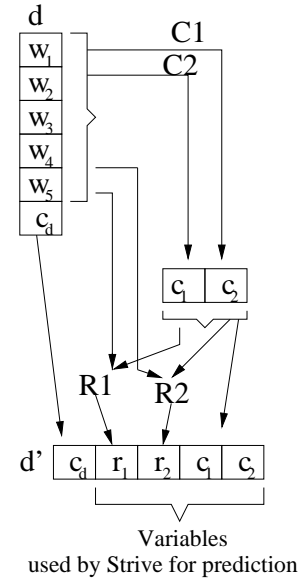 d
C1
w1
C2
w2
w3
w4
w5
cd
c1 c2
R1 R2
d’ cd r1 r2 c1 c2
Variables
used by Strive for prediction